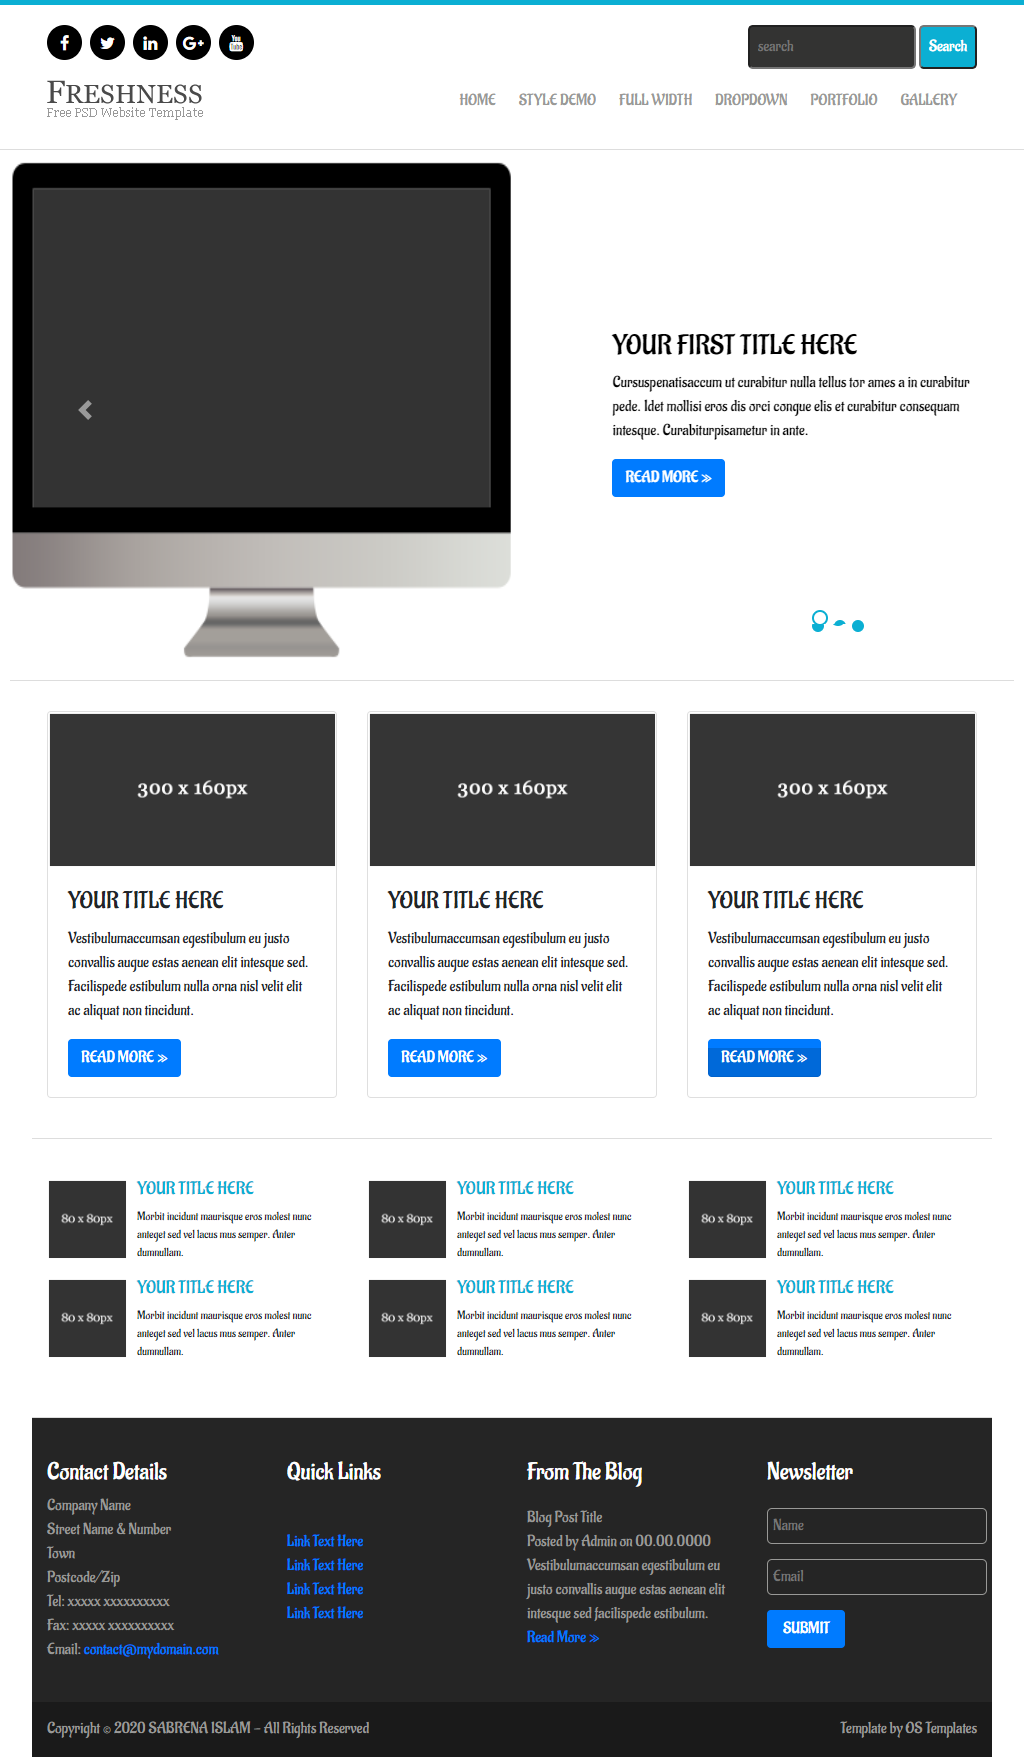 f in G+ You Tube
search Search
FRESHNESS
Free PSD Website Template
HOME STYLE DEMO FULL WIDTH DROPDOWN PORTFOLIO GALLERY
YOUR FIRST TITLE HERE
Cursuspenatisaccum ut curabitur nulla tellus tor ames a in curabitur
pede. Idet mollisi eros dis orci congue elis et curabitur consequam
intesque. Curabiturpisametur in ante.
READ MORE »
300 x 160px
YOUR TITLE HERE
Vestibulumaccumsan egestibulum eu justo
convallis augue estas aenean elit intesque sed.
Facilispede estibulum nulla orna nisl velit elit
ac aliquat non tincidunt.
READ MORE »
300 x 160px
YOUR TITLE HERE
Vestibulumaccumsan egestibulum eu justo
convallis augue estas aenean elit intesque sed.
Facilispede estibulum nulla orna nisl velit elit
ac aliquat non tincidunt.
READ MORE »
300 x 160px
YOUR TITLE HERE
Vestibulumaccumsan egestibulum eu justo
convallis augue estas aenean elit intesque sed.
Facilispede estibulum nulla orna nisl velit elit
ac aliquat non tincidunt.
READ MORE »
80 x 80px
YOUR TITLE HERE
Morbit incidunt maurisque eros molest nunc
anteget sed vel lacus mus semper. Anter
dumnullam.
80 x 80px
YOUR TITLE HERE
Morbit incidunt maurisque eros molest nunc
anteget sed vel lacus mus semper. Anter
dumnullam.
80 x 80px
YOUR TITLE HERE
Morbit incidunt maurisque eros molest nunc
anteget sed vel lacus mus semper. Anter
dumnullam.
80 x 80px
YOUR TITLE HERE
Morbit incidunt maurisque eros molest nunc
anteget sed vel lacus mus semper. Anter
dumnullam.
80 x 80px
YOUR TITLE HERE
Morbit incidunt maurisque eros molest nunc
anteget sed vel lacus mus semper. Anter
dumnullam.
80 x 80px
YOUR TITLE HERE
Morbit incidunt maurisque eros molest nunc
anteget sed vel lacus mus semper. Anter
dumnullam.
Contact Details
Company Name
Street Name & Number
Town
Postcode/Zip
Tel: xxxxx xxxxxxxxxx
Fax: xxxxx xxxxxxxxxx
Email: contact@mydomain.com
Quick Links
Link Text Here
Link Text Here
Link Text Here
Link Text Here
From The Blog
Blog Post Title
Posted by Admin on 00.00.0000
Vestibulumaccumsan egestibulum eu
justo convallis augue estas aenean elit
intesque sed facilispede estibulum.
Read More »
Newsletter
Name
Email
SUBMIT
Copyright © 2020 SABRENA ISLAM - All Rights Reserved
Template by OS Templates